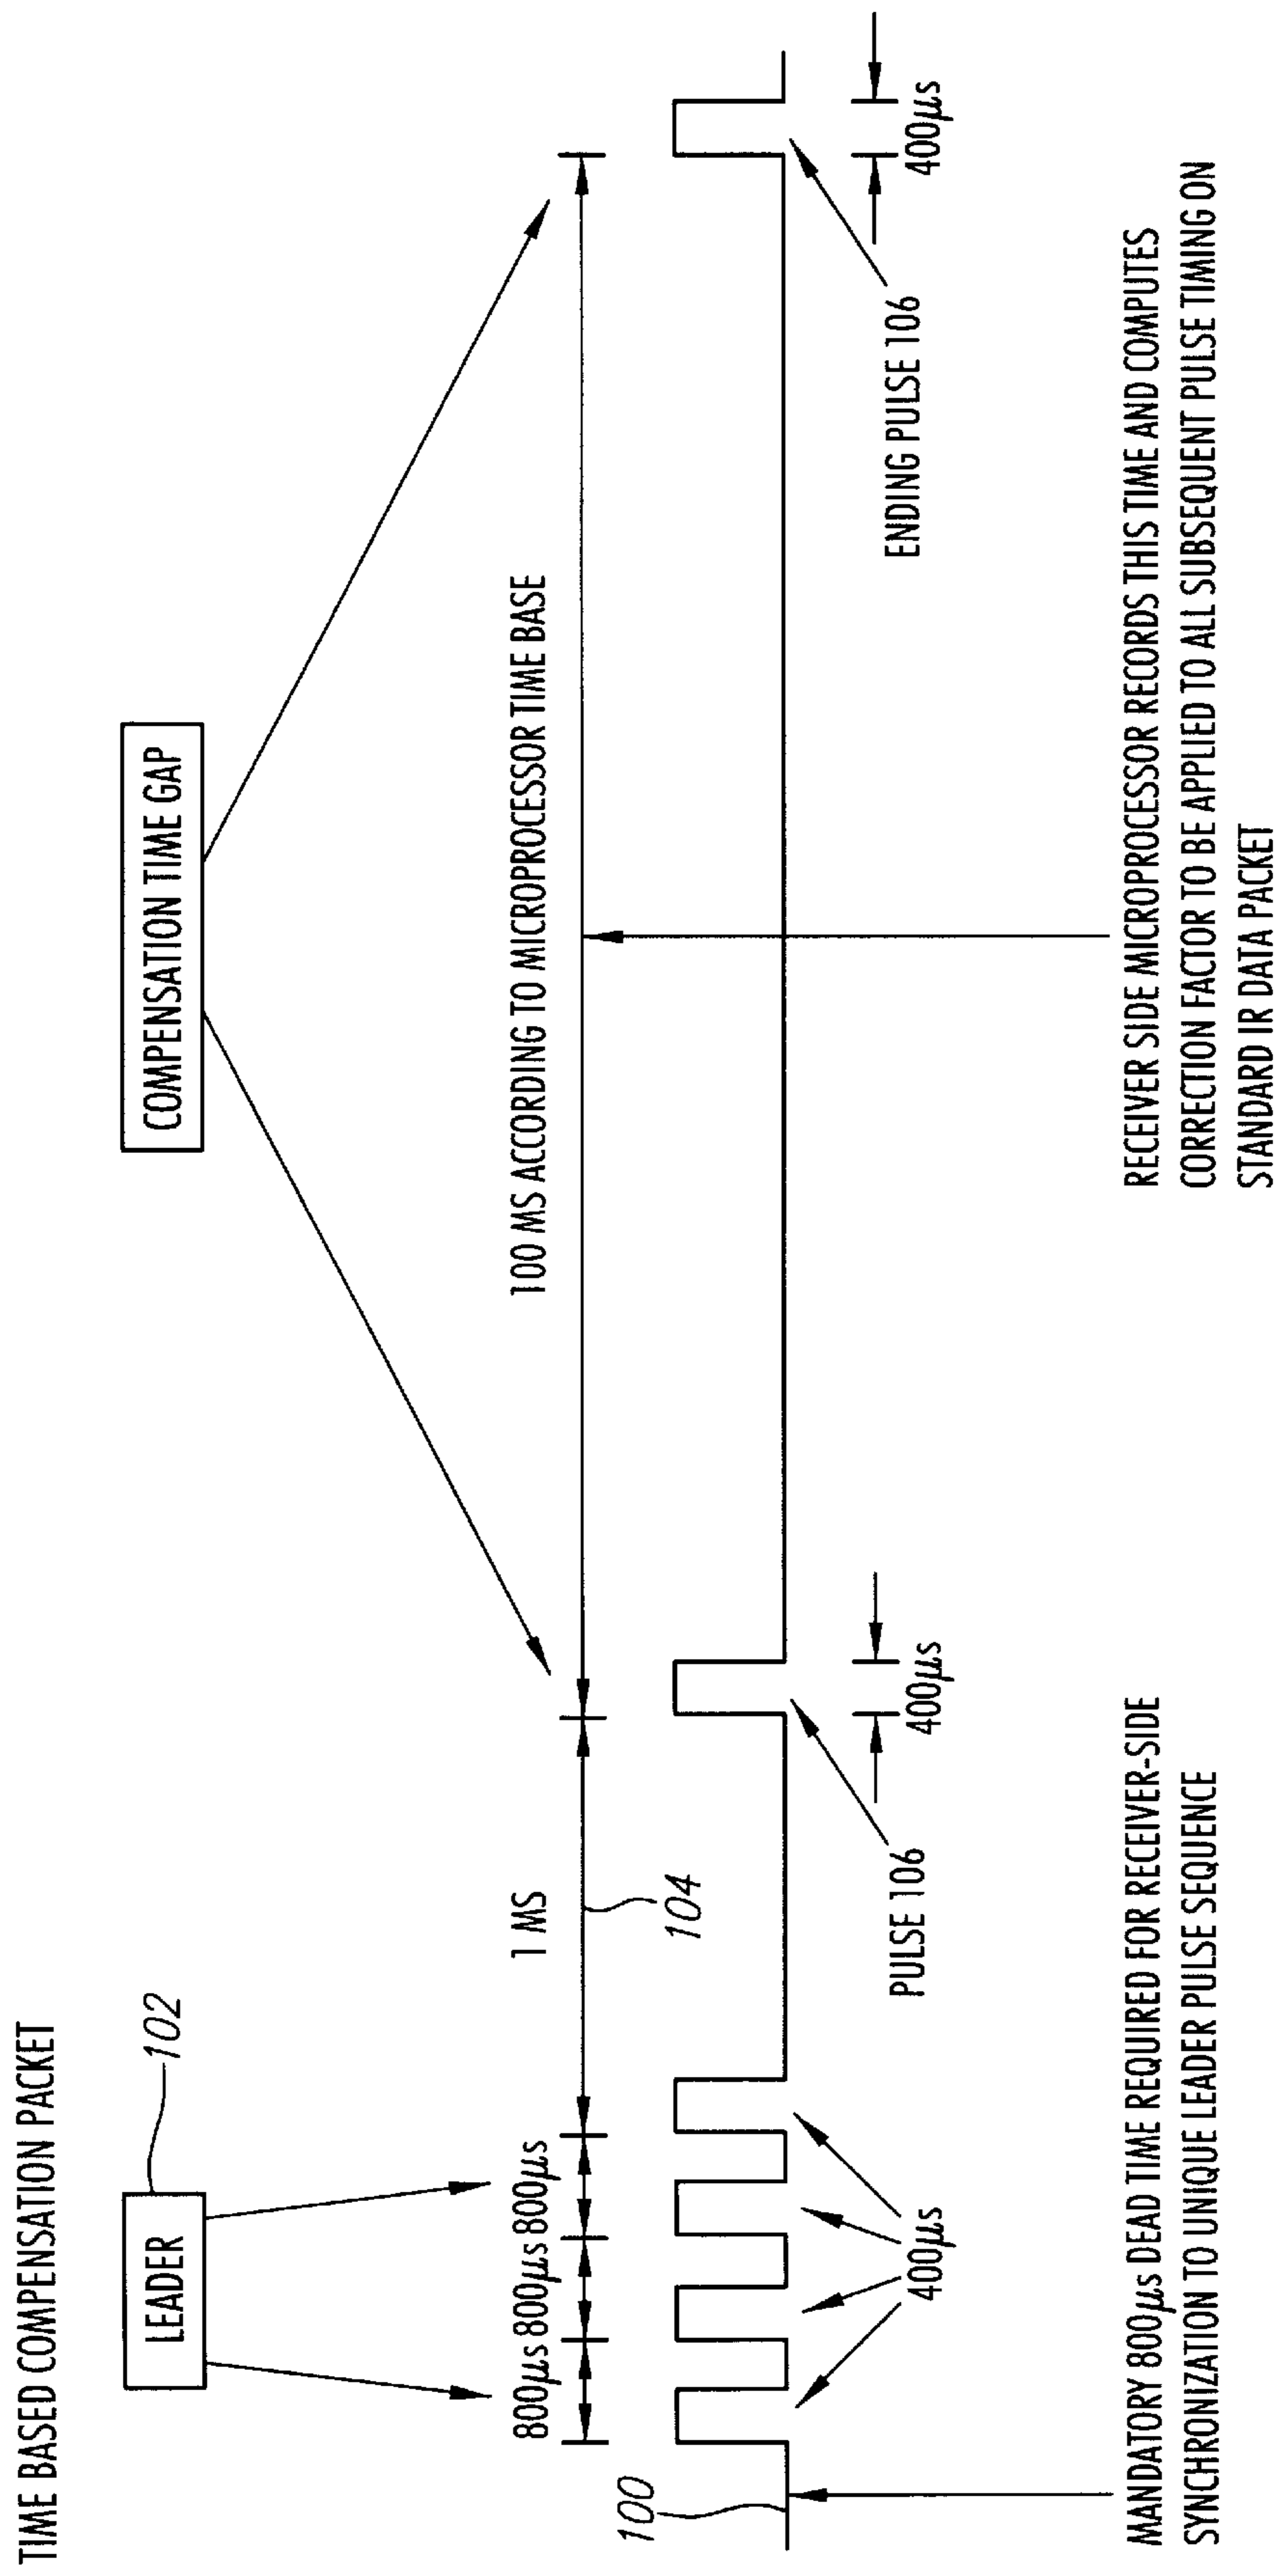 TIME BASED COMPENSATION PACKET
LEADER
102
COMPENSATION TIME GAP
800µs
800µs
800µs
1 MS
100 MS ACCORDING TO MICROPROCESSOR TIME BASE
100
104
400µs
PULSE 106
400µs
ENDING PULSE 106
400µs
MANDATORY 800µs DEAD TIME REQUIRED FOR RECEIVER-SIDE
SYNCHRONIZATION TO UNIQUE LEADER PULSE SEQUENCE
RECEIVER SIDE MICROPROCESSOR RECORDS THIS TIME AND COMPUTES
CORRECTION FACTOR TO BE APPLIED TO ALL SUBSEQUENT PULSE TIMING ON
STANDARD IR DATA PACKET